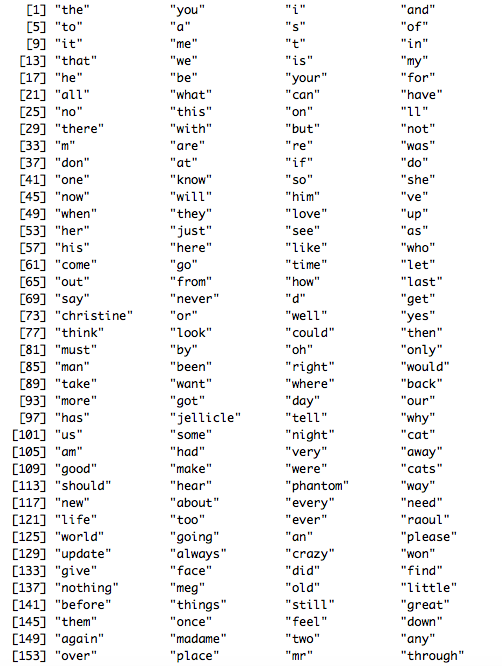 [1] "the" "you" "i" "and"
[5] "to" "a" "s" "of"
[9] "it" "me" "t" "in"
[13] "that" "we" "is" "my"
[17] "he" "be" "your" "for"
[21] "all" "what" "can" "have"
[25] "no" "this" "on" "ll"
[29] "there" "with" "but" "not"
[33] "m" "are" "re" "was"
[37] "don" "at" "if" "do"
[41] "one" "know" "so" "she"
[45] "now" "will" "him" "ve"
[49] "when" "they" "love" "up"
[53] "her" "just" "see" "as"
[57] "his" "here" "like" "who"
[61] "come" "go" "time" "let"
[65] "out" "from" "how" "last"
[69] "say" "never" "d" "get"
[73] "christine" "or" "well" "yes"
[77] "think" "look" "could" "then"
[81] "must" "by" "oh" "only"
[85] "man" "been" "right" "would"
[89] "take" "want" "where" "back"
[93] "more" "got" "day" "our"
[97] "has" "jellicle" "tell" "why"
[101] "us" "some" "night" "cat"
[105] "am" "had" "very" "away"
[109] "good" "make" "were" "cats"
[113] "should" "hear" "phantom" "way"
[117] "new" "about" "every" "need"
[121] "life" "too" "ever" "raoul"
[125] "world" "going" "an" "please"
[129] "update" "always" "crazy" "won"
[133] "give" "face" "did" "find"
[137] "nothing" "meg" "old" "little"
[141] "before" "things" "still" "great"
[145] "them" "once" "feel" "down"
[149] "again" "madame" "two" "any"
[153] "over" "place" "mr" "through"